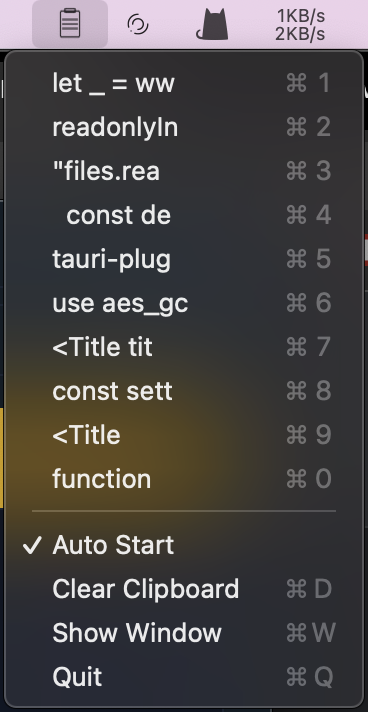 1KB/s
2KB/s
let _ = ww ⌘ 1
readonlyIn ⌘ 2
"files.rea ⌘ 3
const de ⌘ 4
tauri-plug ⌘ 5
use aes_gc ⌘ 6
<Title tit ⌘ 7
const sett ⌘ 8
<Title ⌘ 9
function ⌘ 0
✓ Auto Start
Clear Clipboard ⌘ D
Show Window ⌘ W
Quit ⌘ Q